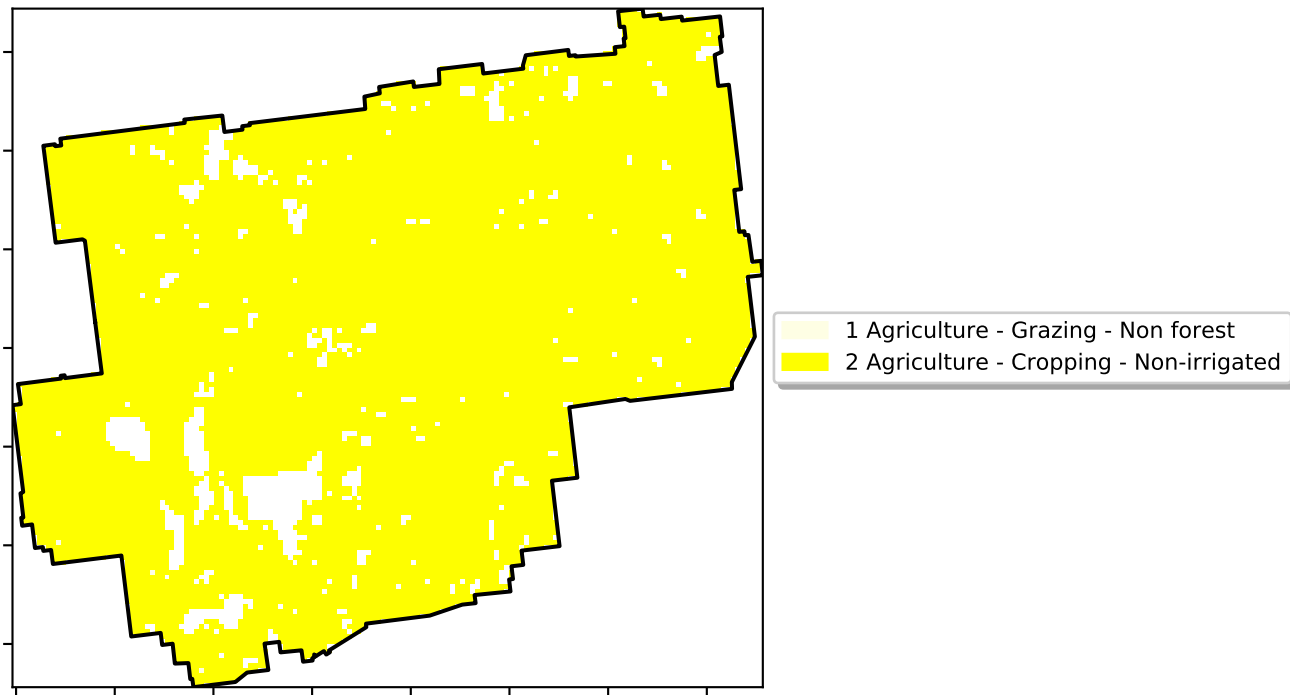 1 Agriculture - Grazing - Non forest
2 Agriculture - Cropping - Non-irrigated